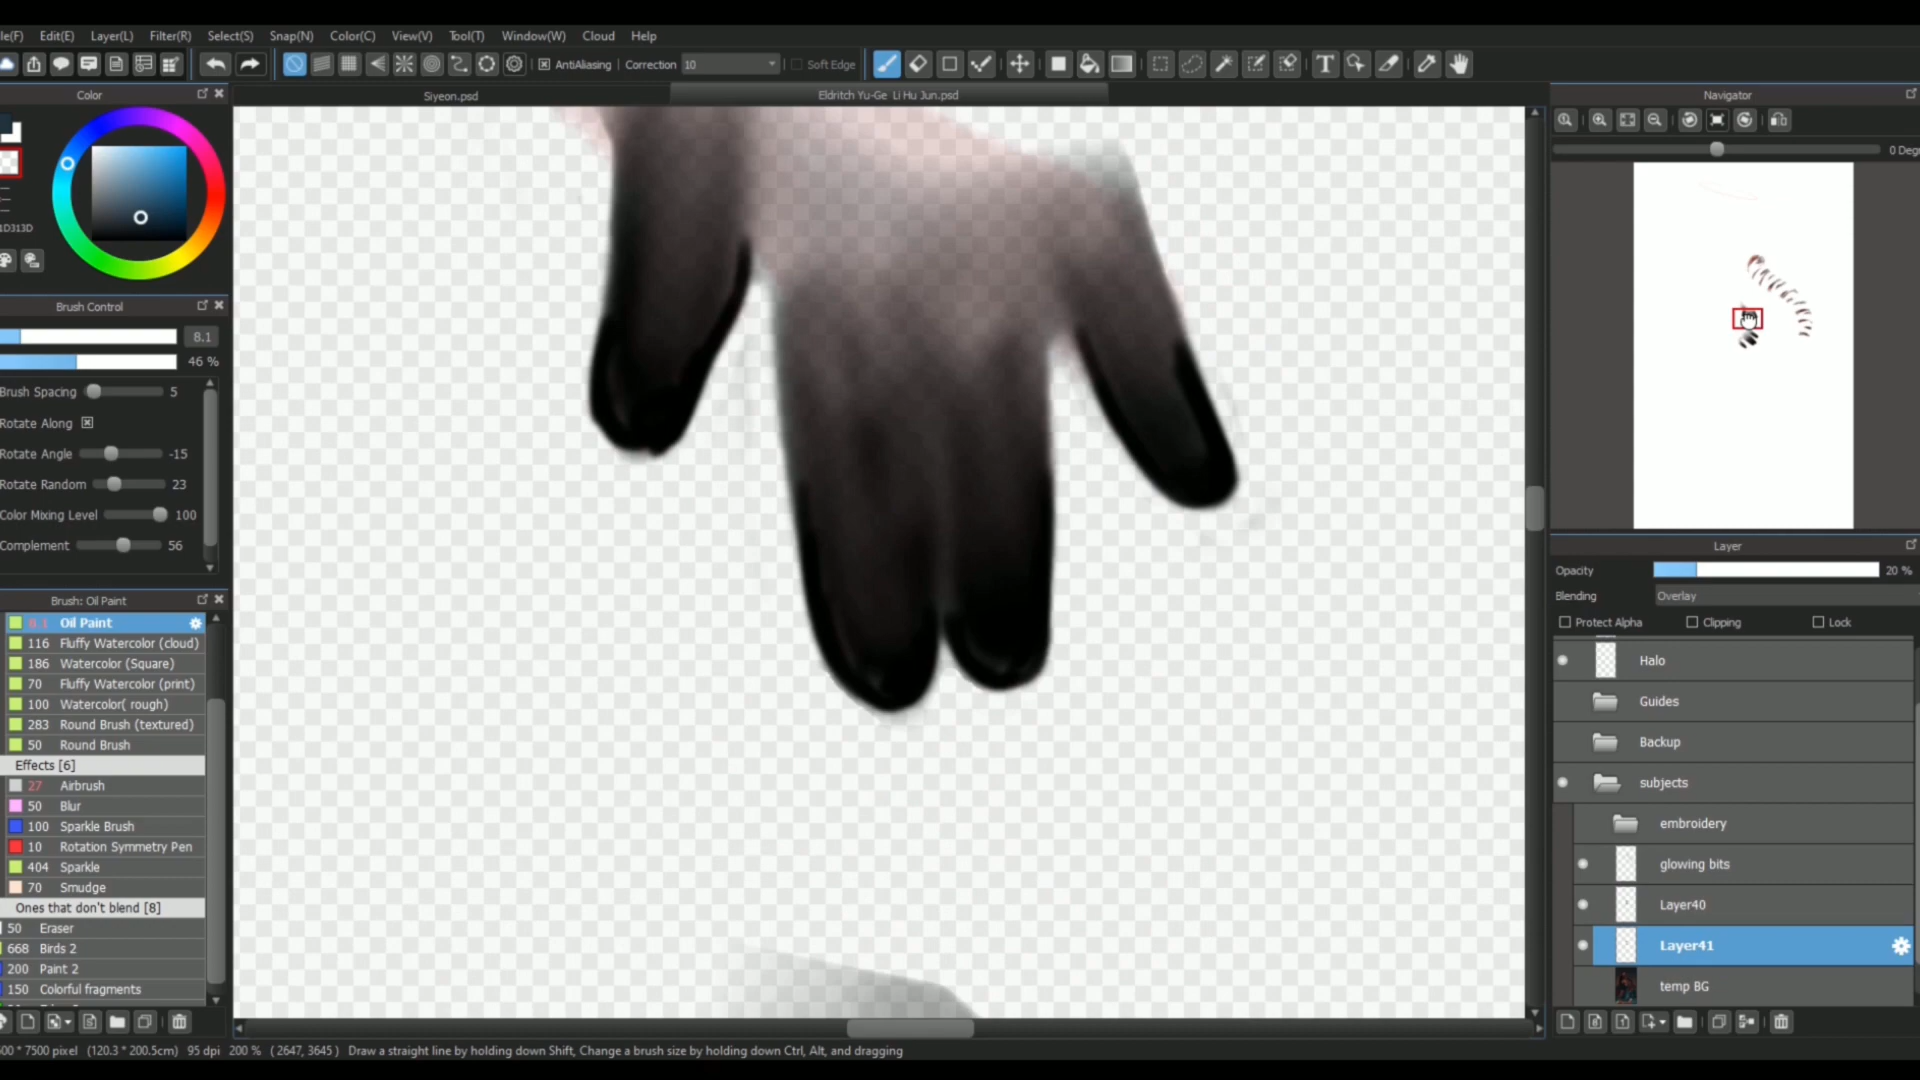 le(F) Edit(E) Layer(L) Filter(R) Select(S) Snap(N) Color(C) View(V) Tool(T) Window(W) Cloud Help
AntiAliasing Correction 10 Soft Edge T
Color
Siyeon.psd
Eldritch Yu-Ge Li Hu Jun.psd
Navigator
0 Degr
1D313D
Brush Control
8.1
46 %
Brush Spacing 5
Rotate Along
Rotate Angle -15
Rotate Random 23
Color Mixing Level 100
Complement 56
Brush: Oil Paint
8.1 Oil Paint
116 Fluffy Watercolor (cloud)
186 Watercolor (Square)
70 Fluffy Watercolor (print)
100 Watercolor( rough)
283 Round Brush (textured)
50 Round Brush
Effects [6]
27 Airbrush
50 Blur
100 Sparkle Brush
10 Rotation Symmetry Pen
404 Sparkle
70 Smudge
Ones that don't blend [8]
50 Eraser
668 Birds 2
200 Paint 2
150 Colorful fragments
Layer
Opacity 20 %
Blending Overlay
Protect Alpha Clipping Lock
Halo
Guides
Backup
subjects
embroidery
glowing bits
Layer40
Layer41
temp BG
00 * 7500 pixel (120.3 * 200.5cm) 95 dpi 200 % ( 2647, 3645 ) Draw a straight line by holding down Shift, Change a brush size by holding down Ctrl, Alt, and dragging